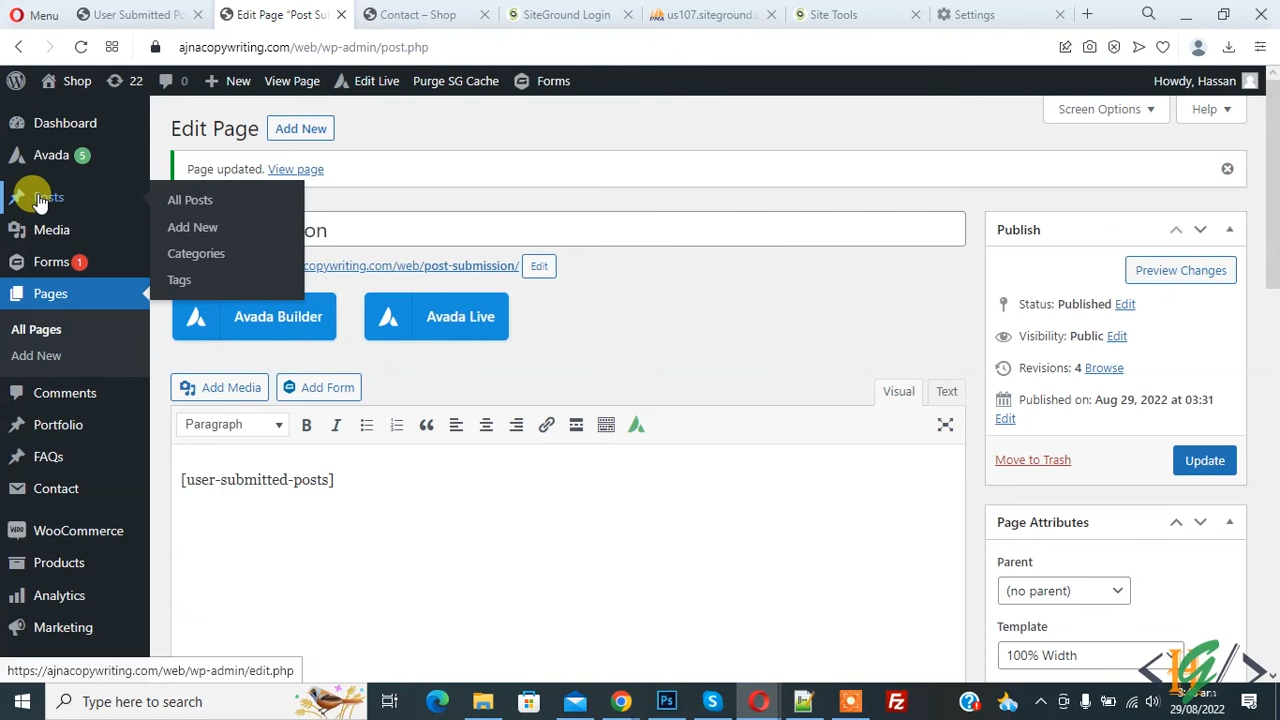 Menu
User Submitted Po
Edit Page "Post Sul
Contact – Shop
SiteGround Login
us107.siteground.
Site Tools
Settings
ajnacopywriting.com/web/wp-admin/post.php
Shop
22
0
New
View Page
Edit Live
Purge SG Cache
Forms
Howdy, Hassan
Screen Options
Help
Edit Page
Add New
Page updated. View page
Dashboard
Avada 5
Posts
Media
Forms 1
Pages
All Pages
Add New
Comments
Portfolio
FAQs
Contact
WooCommerce
Products
Analytics
Marketing
All Posts
Add New
Categories
Tags
on
copywriting.com/web/post-submission/
Edit
Avada Builder
Avada Live
Add Media
Add Form
Visual
Text
Paragraph
B
I
[user-submitted-posts]
Publish
Preview Changes
Status: Published Edit
Visibility: Public Edit
Revisions: 4 Browse
Published on: Aug 29, 2022 at 03:31
Edit
Move to Trash
Update
Page Attributes
Parent
(no parent)
Template
100% Width
https://ajnacopywriting.com/web/wp-admin/edit.php
Type here to search
29/08/2022